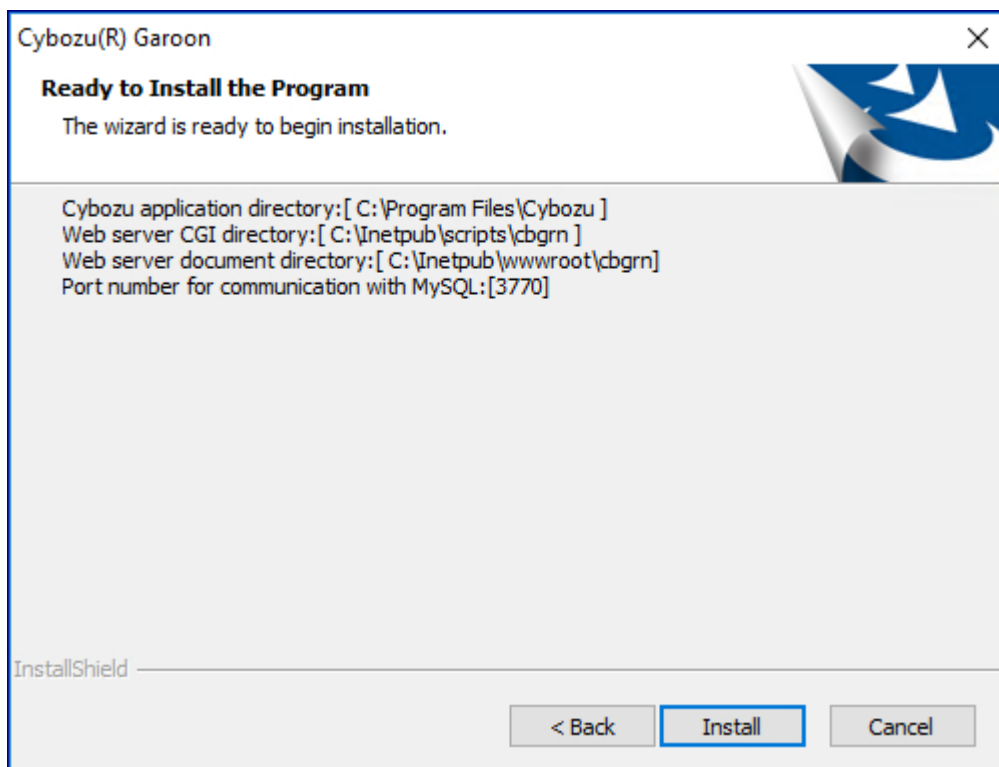 Cybozu(R) Garoon
Ready to Install the Program
The wizard is ready to begin installation.
Cybozu application directory:[ C:\Program Files\Cybozu ]
Web server CGI directory:[ C:\Inetpub\scripts\cbgrn ]
Web server document directory:[ C:\Inetpub\wwwroot\cbgrn]
Port number for communication with MySQL:[3770]
InstallShield
< Back
Install
Cancel